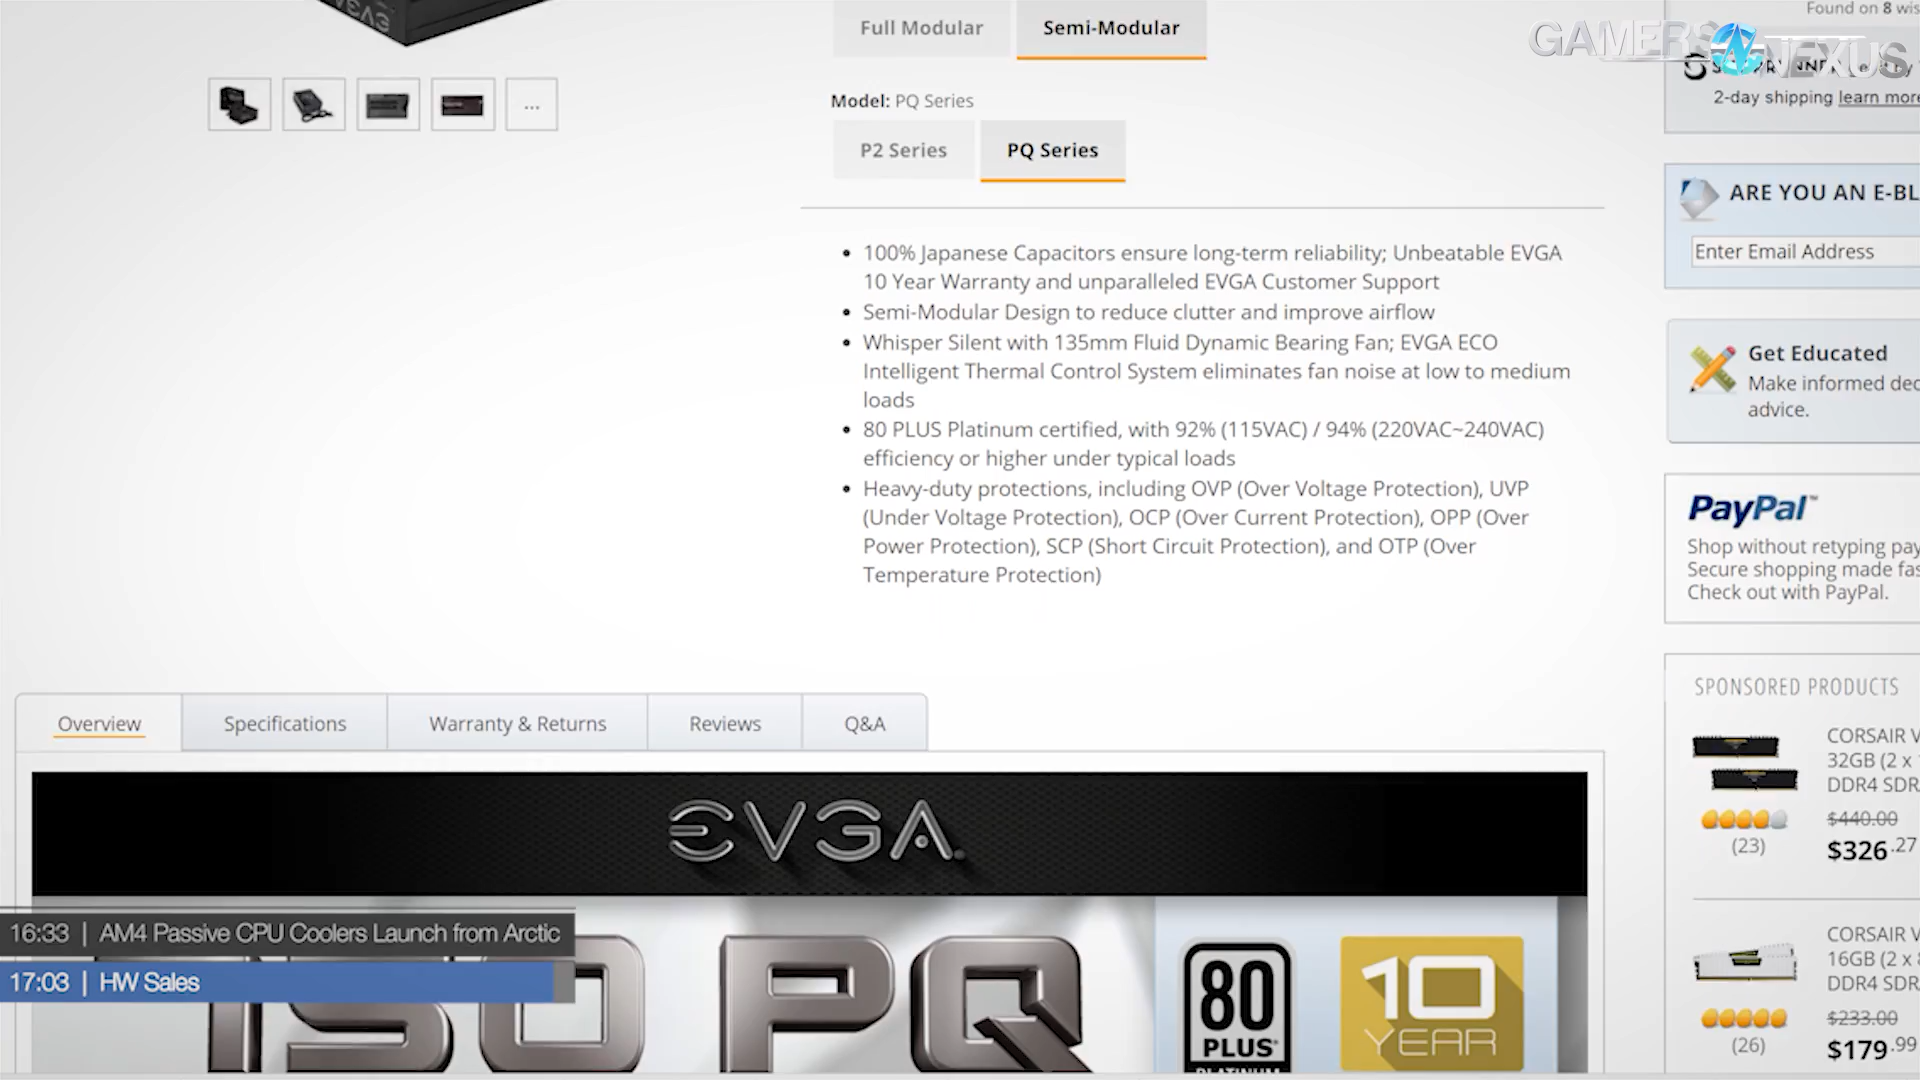 EVGA
Full Modular
Semi-Modular
Model: PQ Series
P2 Series
PQ Series
100% Japanese Capacitors ensure long-term reliability; Unbeatable EVGA
10 Year Warranty and unparalleled EVGA Customer Support
Semi-Modular Design to reduce clutter and improve airflow
Whisper Silent with 135mm Fluid Dynamic Bearing Fan; EVGA ECO
Intelligent Thermal Control System eliminates fan noise at low to medium
loads
80 PLUS Platinum certified, with 92% (115VAC) / 94% (220VAC~240VAC)
efficiency or higher under typical loads
Heavy-duty protections, including OVP (Over Voltage Protection), UVP
(Under Voltage Protection), OCP (Over Current Protection), OPP (Over
Power Protection), SCP (Short Circuit Protection), and OTP (Over
Temperature Protection)
Found on 8 wis
GAMERS NEXUS
2-day shipping learn more
ARE YOU AN E-BL
Enter Email Address
Get Educated
Make informed dec
advice.
PayPal™
Shop without retyping pay
Secure shopping made fas
Check out with PayPal.
SPONSORED PRODUCTS
CORSAIR V
32GB (2 x 1
DDR4 SDR
$440.00
(23)
$326.27
CORSAIR V
16GB (2 x 8
DDR4 SDR
$233.00
(26)
$179.99
Overview
Specifications
Warranty & Returns
Reviews
Q&A
EVGA.
16:33 | AM4 Passive CPU Coolers Launch from Arctic
17:03 | HW Sales
750 PQ
80
PLUS
PLATINUM
10
YEAR